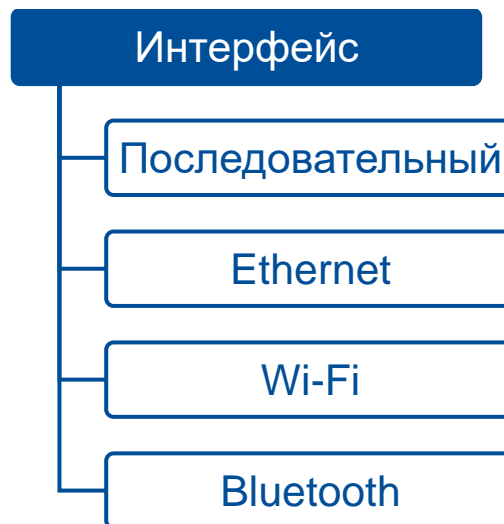 Интерфейс
Последовательный
Ethernet
Wi-Fi
Bluetooth